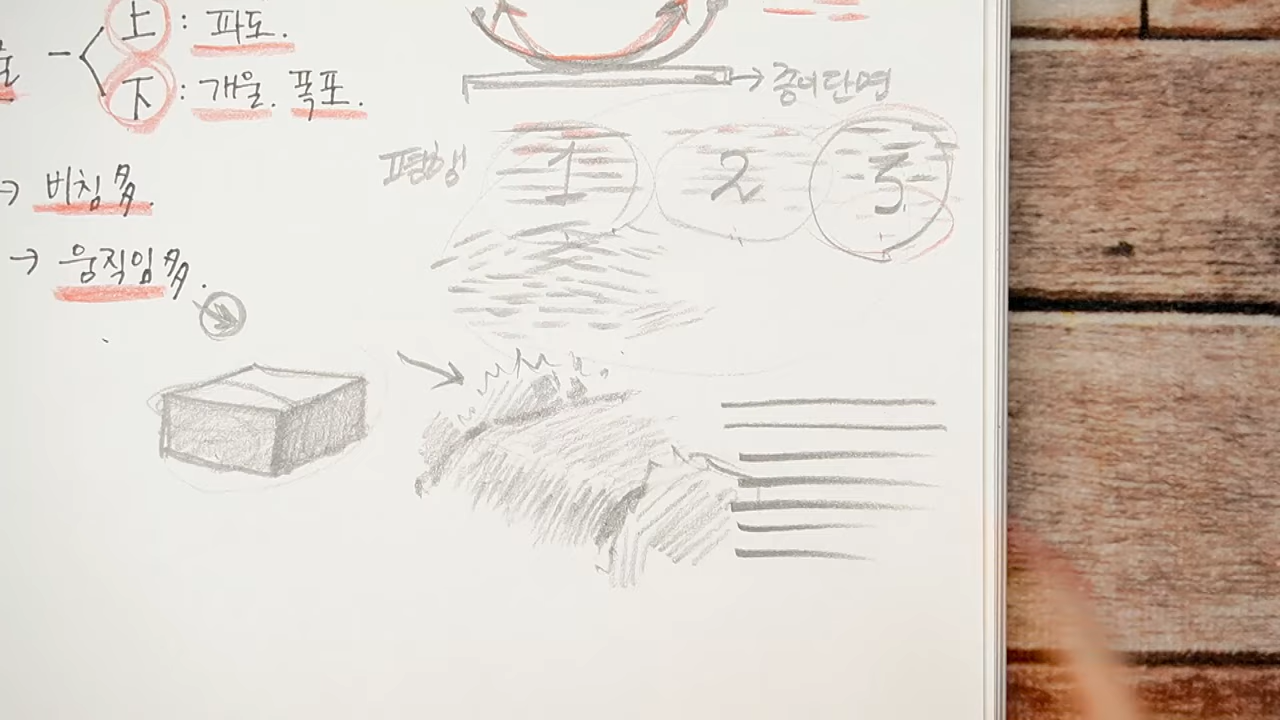 上 : 파도.
下 : 개울. 폭포.
→ 종이단면
평행
1 2 3
→ 비침 多.
→ 움직임 多.